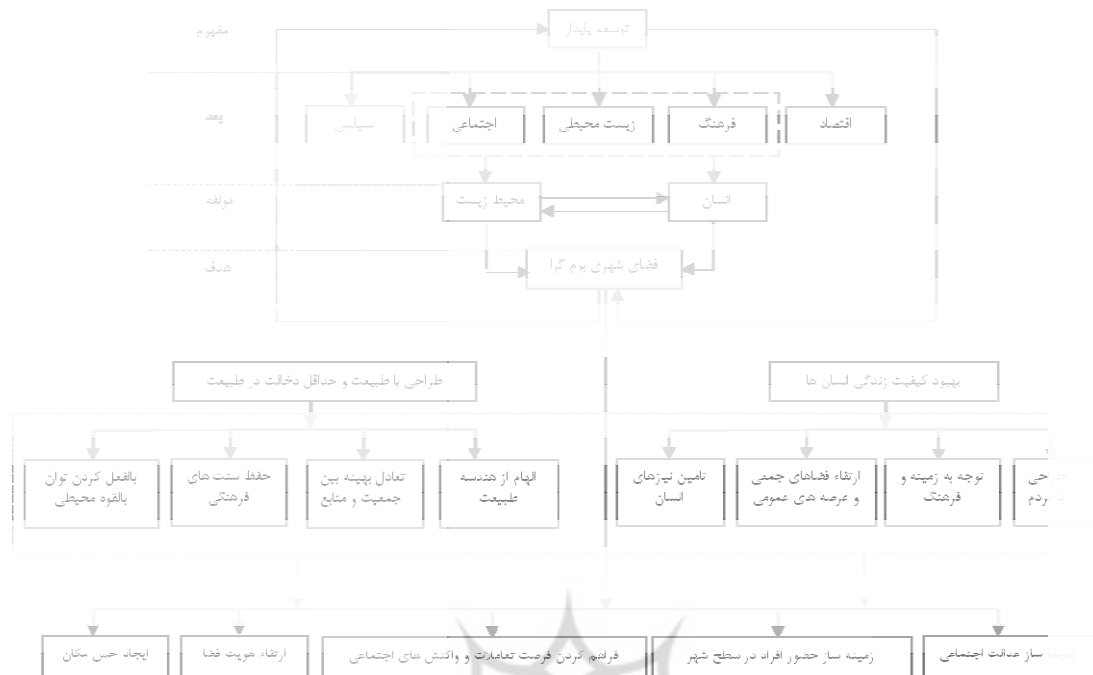 مفهوم
توسعه پایدار
بعد
سیاسی
اجتماعی
زیست محیطی
فرهنگ
اقتصاد
مولفه
محیط زیست
انسان
هدف
فضای شهری بوم گرا
بهبود کیفیت زندگی انسان ها
طراحی با طبیعت و حداقل دخالت در طبیعت
طراحی
با مردم
توجه به زمینه و
فرهنگ
ارتقاء فضاهای جمعی
و عرصه های عمومی
تامین نیازهای
انسان
الهام از هندسه
طبیعت
تعادل بهینه بین
جمعیت و منابع
حفظ سنت های
فرهنگی
بالفعل کردن توان
بالقوه محیطی
زمینه ساز عدالت اجتماعی
زمینه ساز حضور افراد در سطح شهر
فراهم کردن فرصت تعاملات و واکنش های اجتماعی
ارتقاء هویت فضا
ایجاد حس مکان